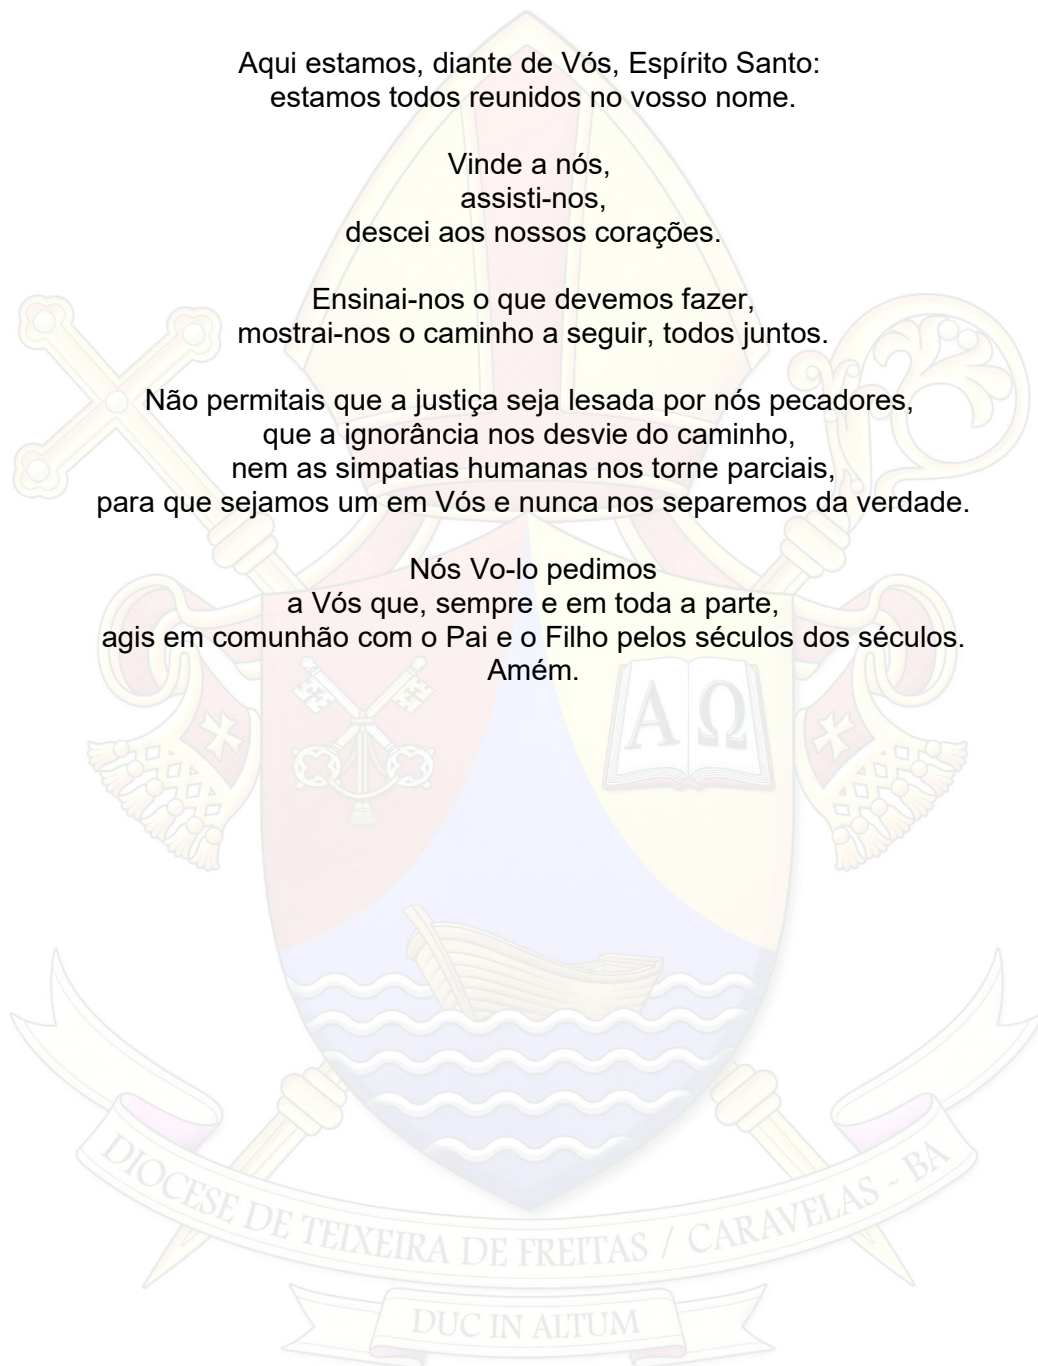 Aqui estamos, diante de Vós, Espírito Santo:
estamos todos reunidos no vosso nome.
Vinde a nós,
assisti-nos,
descei aos nossos corações.
Ensinai-nos o que devemos fazer,
mostrai-nos o caminho a seguir, todos juntos.
Não permitais que a justiça seja lesada por nós pecadores,
que a ignorância nos desvie do caminho,
nem as simpatias humanas nos torne parciais,
para que sejamos um em Vós e nunca nos separemos da verdade.
Nós Vo-lo pedimos
a Vós que, sempre e em toda a parte,
agis em comunhão com o Pai e o Filho pelos séculos dos séculos.
Amém.
Α Ω
DIOCESE DE TEIXEIRA DE FREITAS / CARAVELAS - BA
DUC IN ALTUM